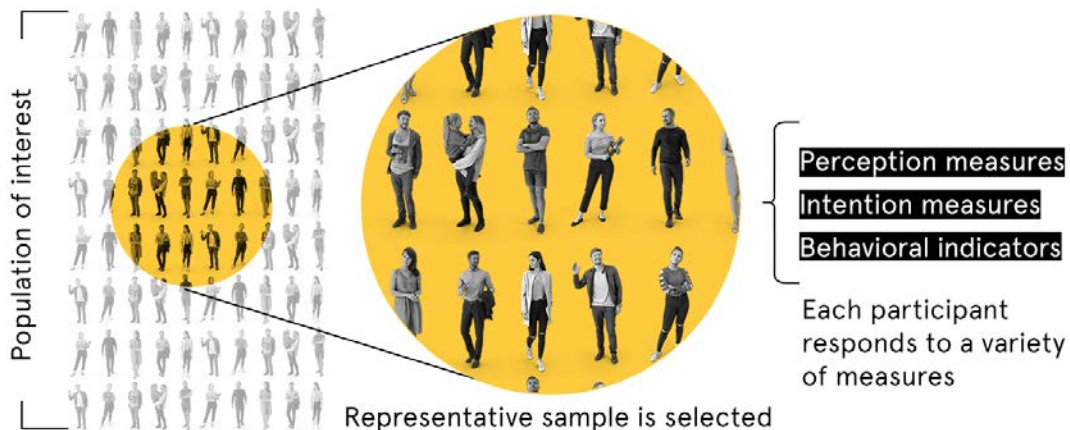 Population of interest
Representative sample is selected
Perception measures
Intention measures
Behavioral indicators
Each participant
responds to a variety
of measures